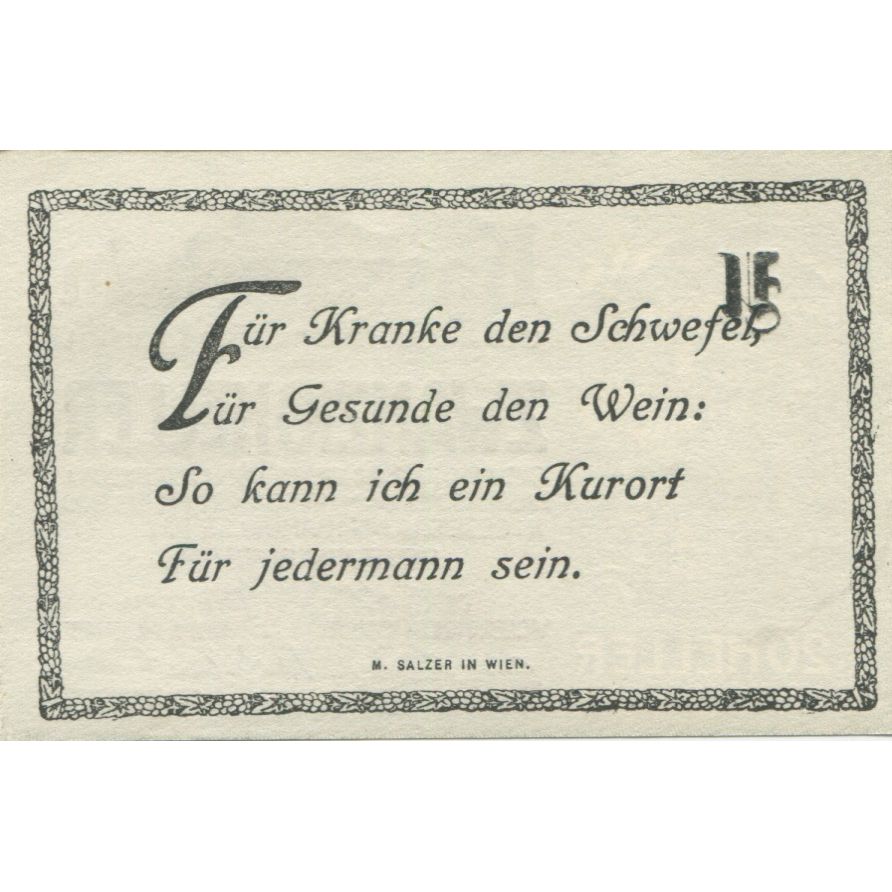 Für Kranke den Schwefel,
Für Gesunde den Wein:
So kann ich ein Kurort
Für jedermann sein.
M. SALZER IN WIEN.